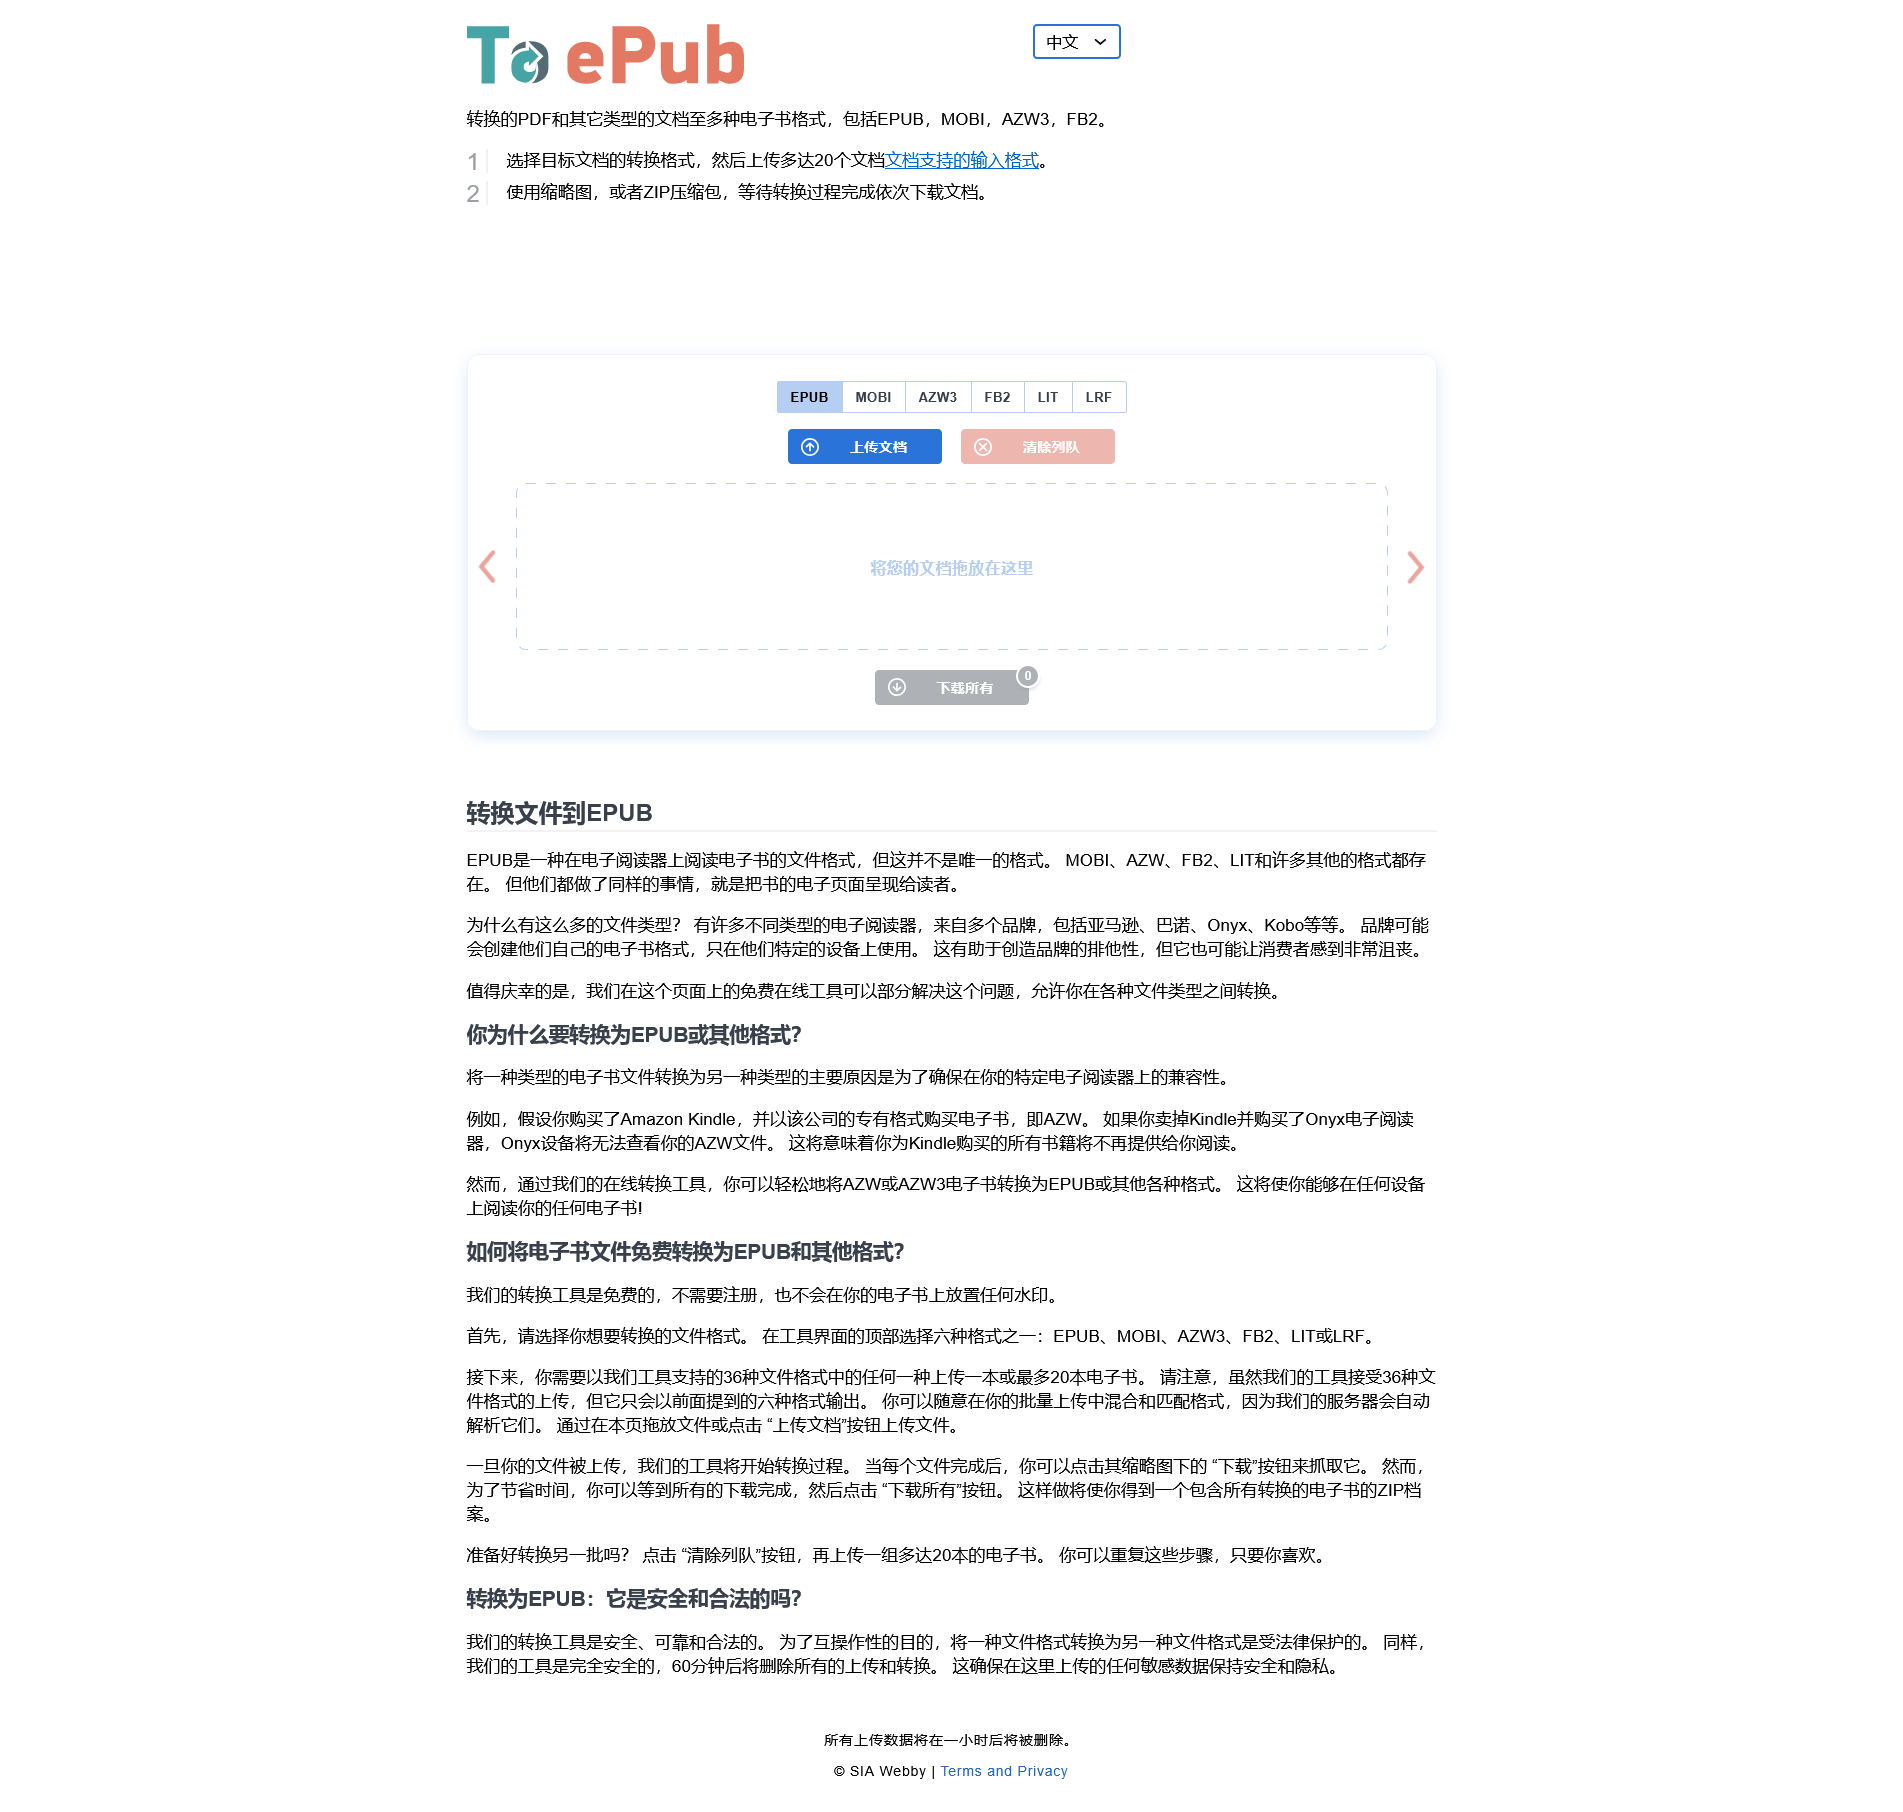 To ePub
中文
转换的PDF和其它类型的文档至多种电子书格式，包括EPUB，MOBI，AZW3，FB2。
1 选择目标文档的转换格式，然后上传多达20个文档文档支持的输入格式。
2 使用缩略图，或者ZIP压缩包，等待转换过程完成依次下载文档。
EPUB MOBI AZW3 FB2 LIT LRF
上传文档 清除列队
将您的文档拖放在这里
下载所有 0
转换文件到EPUB
EPUB是一种在电子阅读器上阅读电子书的文件格式，但这并不是唯一的格式。 MOBI、AZW、FB2、LIT和许多其他的格式都存
在。 但他们都做了同样的事情，就是把书的电子页面呈现给读者。
为什么有这么多的文件类型？ 有许多不同类型的电子阅读器，来自多个品牌，包括亚马逊、巴诺、Onyx、Kobo等等。 品牌可能
会创建他们自己的电子书格式，只在他们特定的设备上使用。 这有助于创造品牌的排他性，但它也可能让消费者感到非常沮丧。
值得庆幸的是，我们在这个页面上的免费在线工具可以部分解决这个问题，允许你在各种文件类型之间转换。
你为什么要转换为EPUB或其他格式？
将一种类型的电子书文件转换为另一种类型的主要原因是为了确保在你的特定电子阅读器上的兼容性。
例如，假设你购买了Amazon Kindle，并以该公司的专有格式购买电子书，即AZW。 如果你卖掉Kindle并购买了Onyx电子阅读
器，Onyx设备将无法查看你的AZW文件。 这将意味着你为Kindle购买的所有书籍将不再提供给你阅读。
然而，通过我们的在线转换工具，你可以轻松地将AZW或AZW3电子书转换为EPUB或其他各种格式。 这将使你能够在任何设备
上阅读你的任何电子书!
如何将电子书文件免费转换为EPUB和其他格式？
我们的转换工具是免费的，不需要注册，也不会在你的电子书上放置任何水印。
首先，请选择你想要转换的文件格式。 在工具界面的顶部选择六种格式之一：EPUB、MOBI、AZW3、FB2、LIT或LRF。
接下来，你需要以我们工具支持的36种文件格式中的任何一种上传一本或最多20本电子书。 请注意，虽然我们的工具接受36种文
件格式的上传，但它只会以前面提到的六种格式输出。 你可以随意在你的批量上传中混合和匹配格式，因为我们的服务器会自动
解析它们。 通过在本页拖放文件或点击 “上传文档”按钮上传文件。
一旦你的文件被上传，我们的工具将开始转换过程。 当每个文件完成后，你可以点击其缩略图下的 “下载”按钮来抓取它。 然而，
为了节省时间，你可以等到所有的下载完成，然后点击 “下载所有”按钮。 这样做将使你得到一个包含所有转换的电子书的ZIP档
案。
准备好转换另一批吗？ 点击 “清除列队”按钮，再上传一组多达20本的电子书。 你可以重复这些步骤，只要你喜欢。
转换为EPUB：它是安全和合法的吗？
我们的转换工具是安全、可靠和合法的。 为了互操作性的目的，将一种文件格式转换为另一种文件格式是受法律保护的。 同样，
我们的工具是完全安全的，60分钟后将删除所有的上传和转换。 这确保在这里上传的任何敏感数据保持安全和隐私。
所有上传数据将在一小时后将被删除。
© SIA Webby | Terms and Privacy